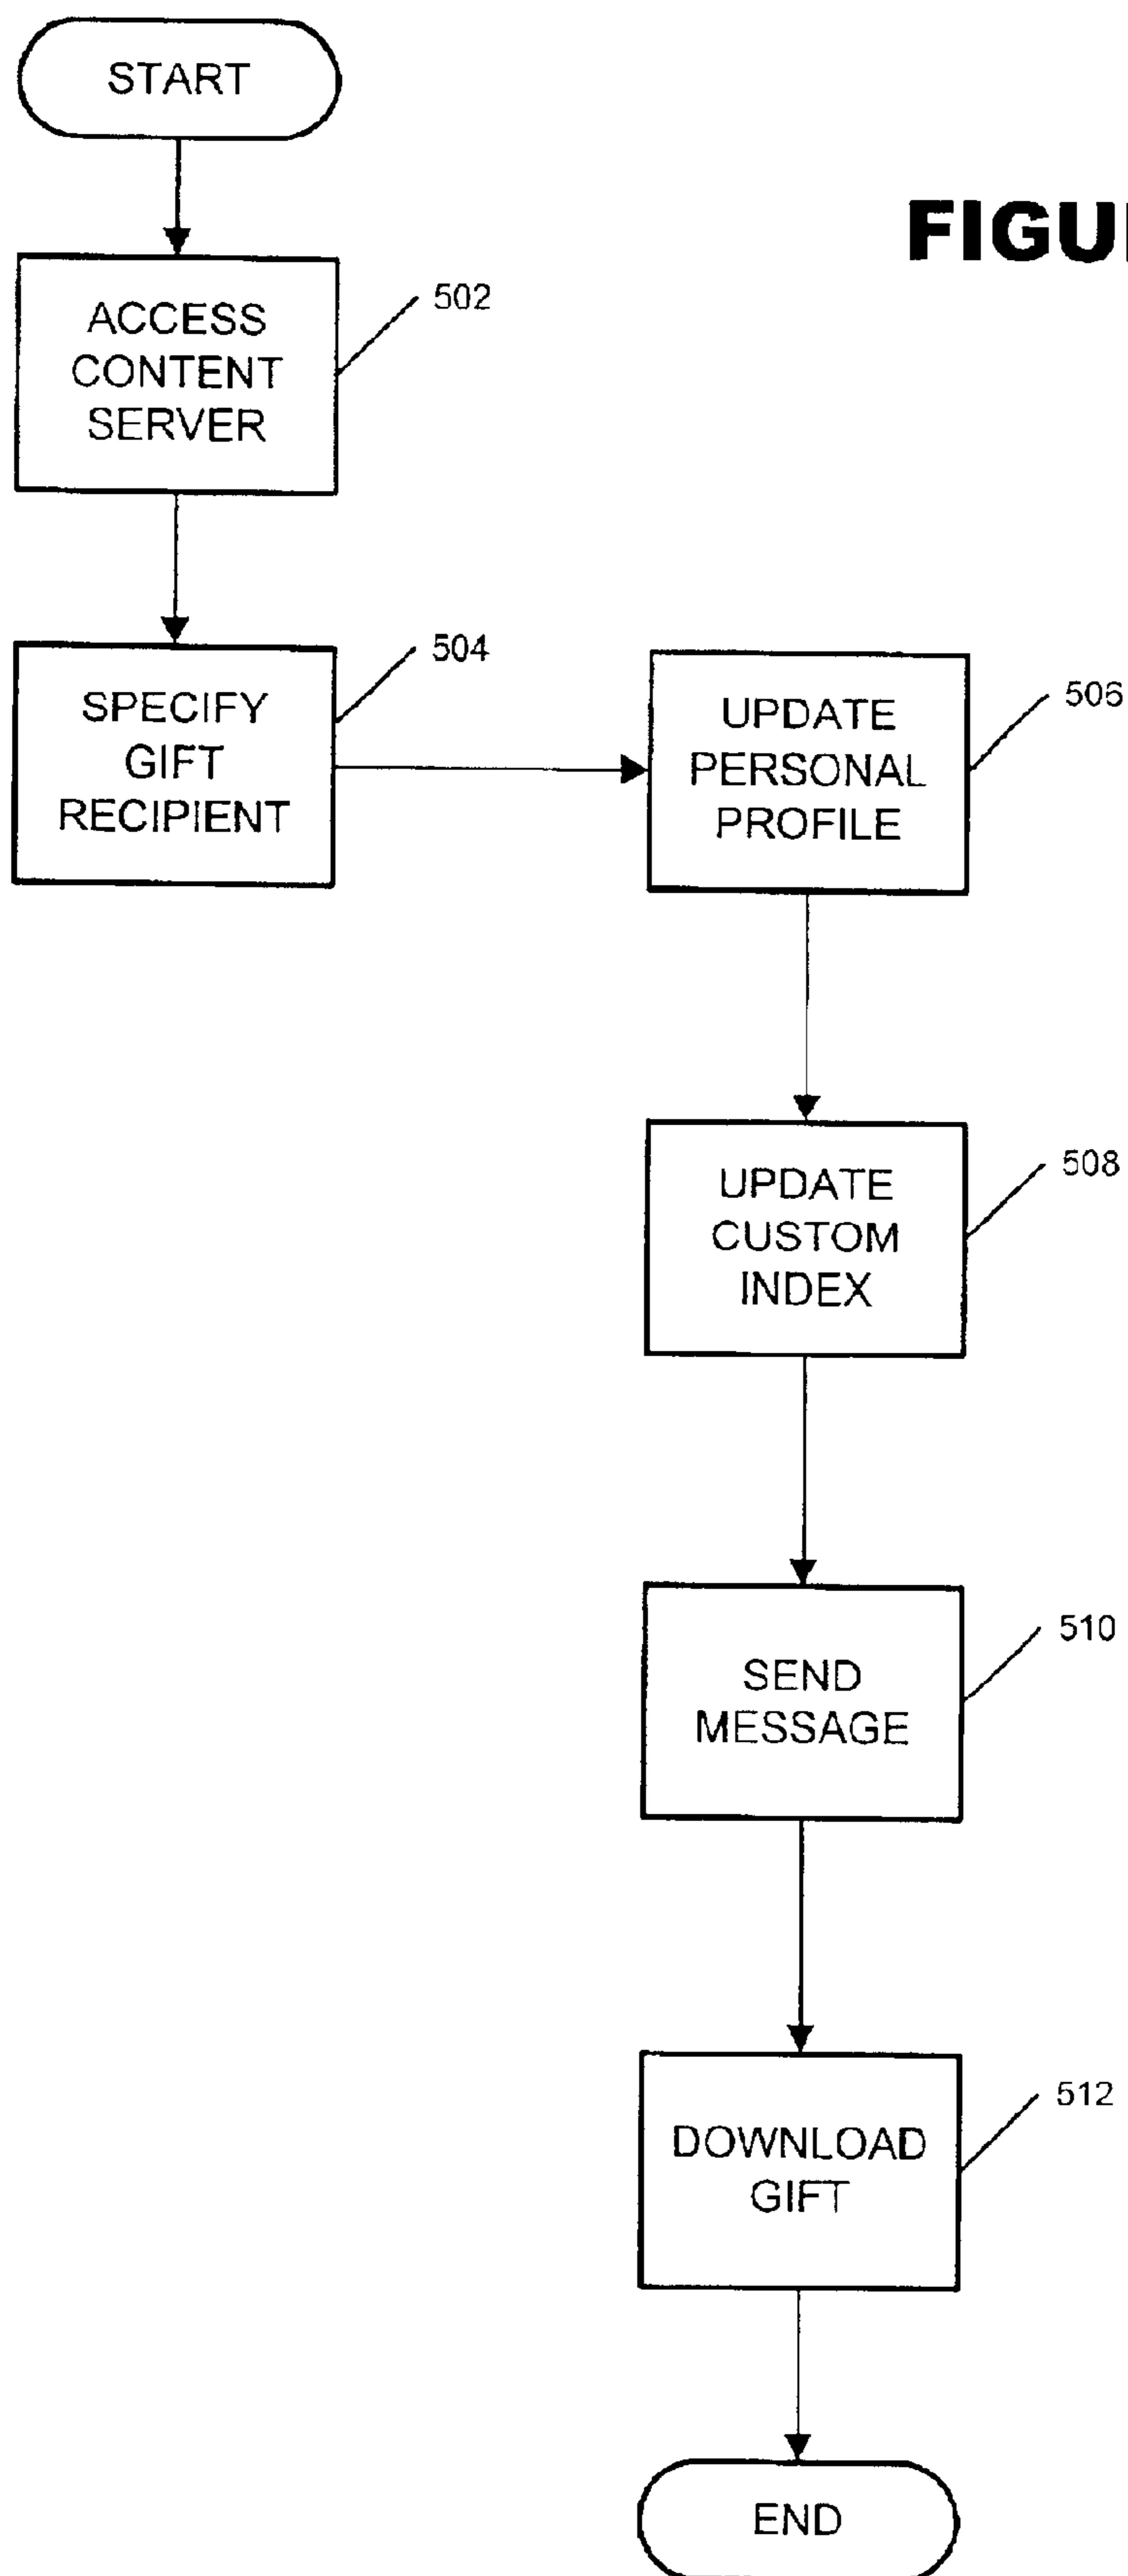 START
FIGU
ACCESS
CONTENT
SERVER
502
SPECIFY
GIFT
RECIPIENT
504
UPDATE
PERSONAL
PROFILE
506
UPDATE
CUSTOM
INDEX
508
SEND
MESSAGE
510
DOWNLOAD
GIFT
512
END